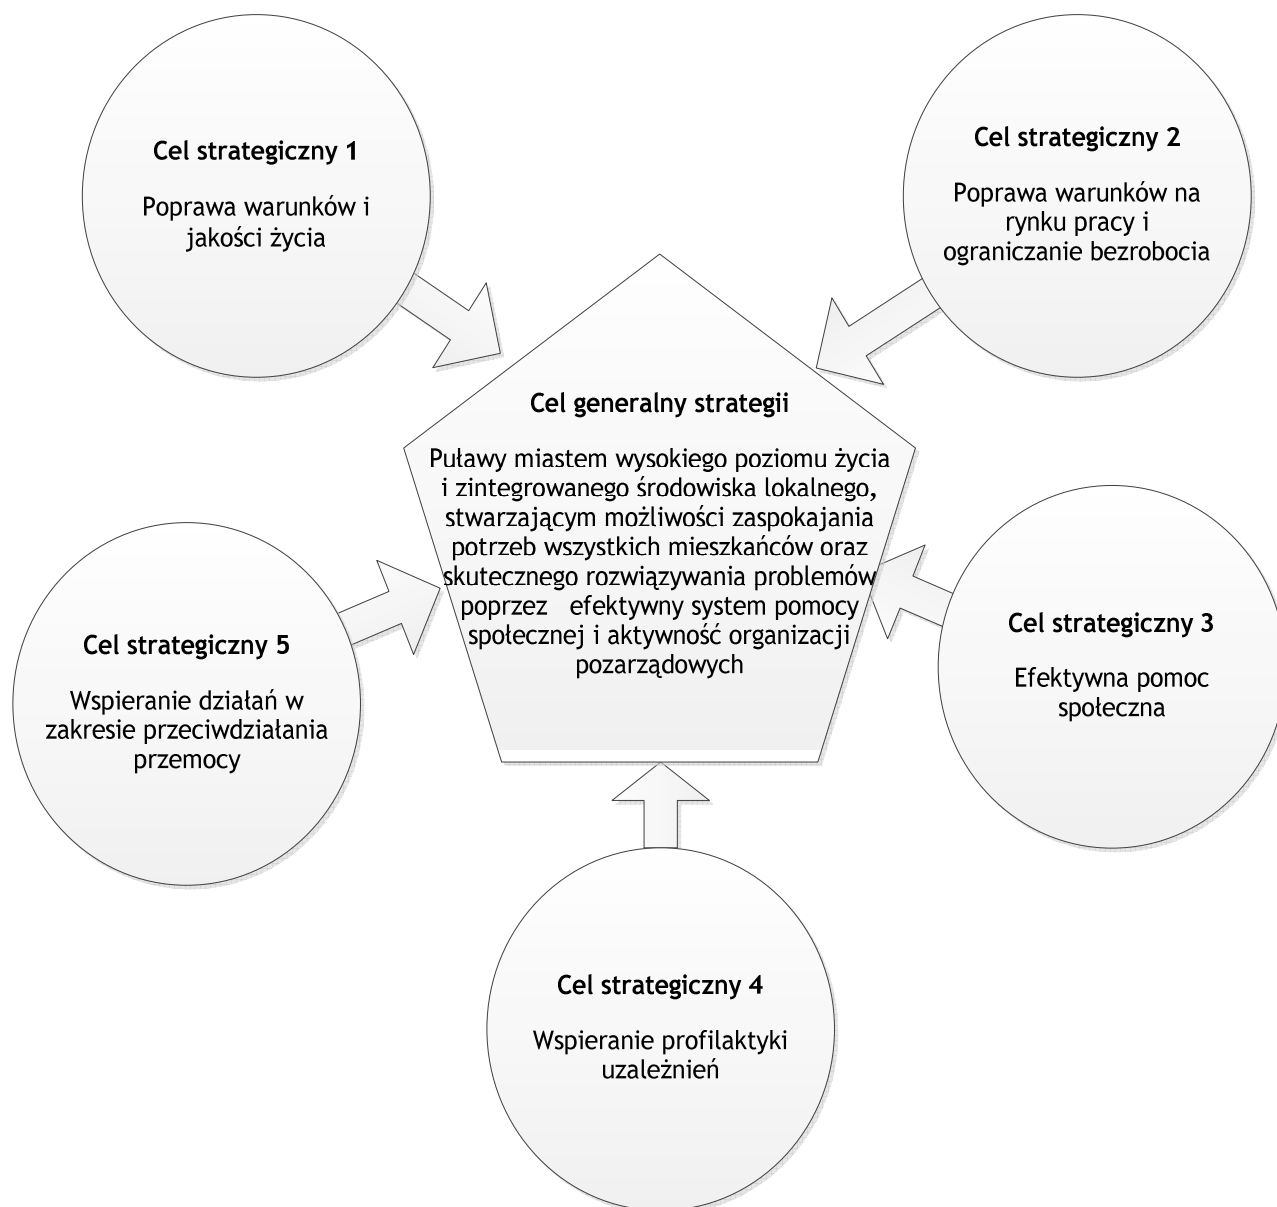 Cel strategiczny 1
Poprawa warunków i
jakości życia
Cel strategiczny 2
Poprawa warunków na
rynku pracy i
ograniczanie bezrobocia
Cel generalny strategii
Puławy miastem wysokiego poziomu życia
i zintegrowanego środowiska lokalnego,
stwarzającym możliwości zaspokajania
potrzeb wszystkich mieszkańców oraz
skutecznego rozwiązywania problemów
poprzez efektywny system pomocy
społecznej i aktywność organizacji
pozarządowych
Cel strategiczny 3
Efektywna pomoc
społeczna
Cel strategiczny 5
Wspieranie działań w
zakresie przeciwdziałania
przemocy
Cel strategiczny 4
Wspieranie profilaktyki
uzależnień